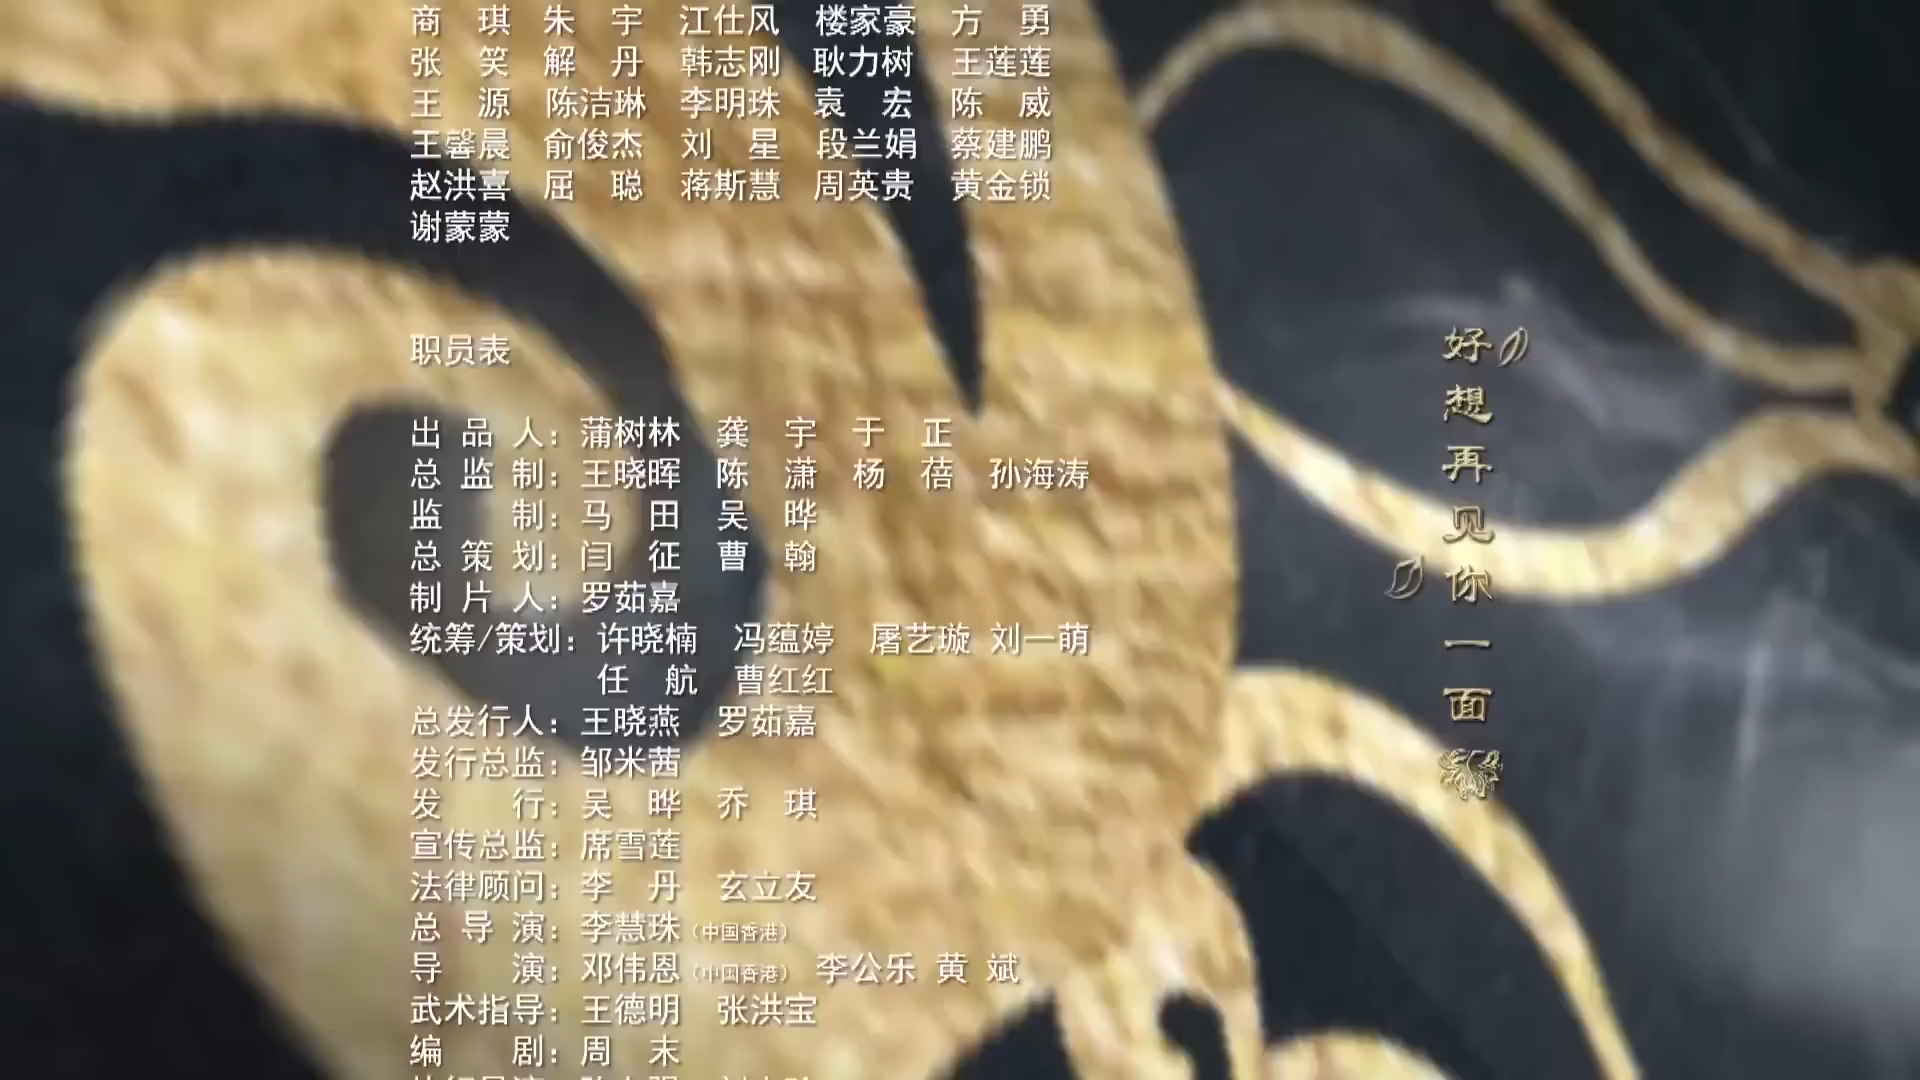 商　琪　朱　宇　江仕风　楼家豪　方　勇
张　笑　解　丹　韩志刚　耿力树　王莲莲
王　源　陈洁琳　李明珠　袁　宏　陈　威
王馨晨　俞俊杰　刘　星　段兰娟　蔡建鹏
赵洪喜　屈　聪　蒋斯慧　周英贵　黄金锁
谢蒙蒙
职员表
出 品 人：蒲树林　龚　宇　于　正
总 监 制：王晓晖　陈　潇　杨　蓓　孙海涛
监　　制：马　田　吴　晔
总 策 划：闫　征　曹　翰
制 片 人：罗茹嘉
统筹/策划：许晓楠　冯蕴婷　屠艺璇 刘一萌
任　航　曹红红
总发行人：王晓燕　罗茹嘉
发行总监：邹米茜
发　　行：吴　晔　乔　琪
宣传总监：席雪莲
法律顾问：李　丹　玄立友
总 导 演：李慧珠（中国香港）
导　　演：邓伟恩（中国香港） 李公乐 黄 斌
武术指导：王德明　张洪宝
编　　剧：周　末
好想再见你一面